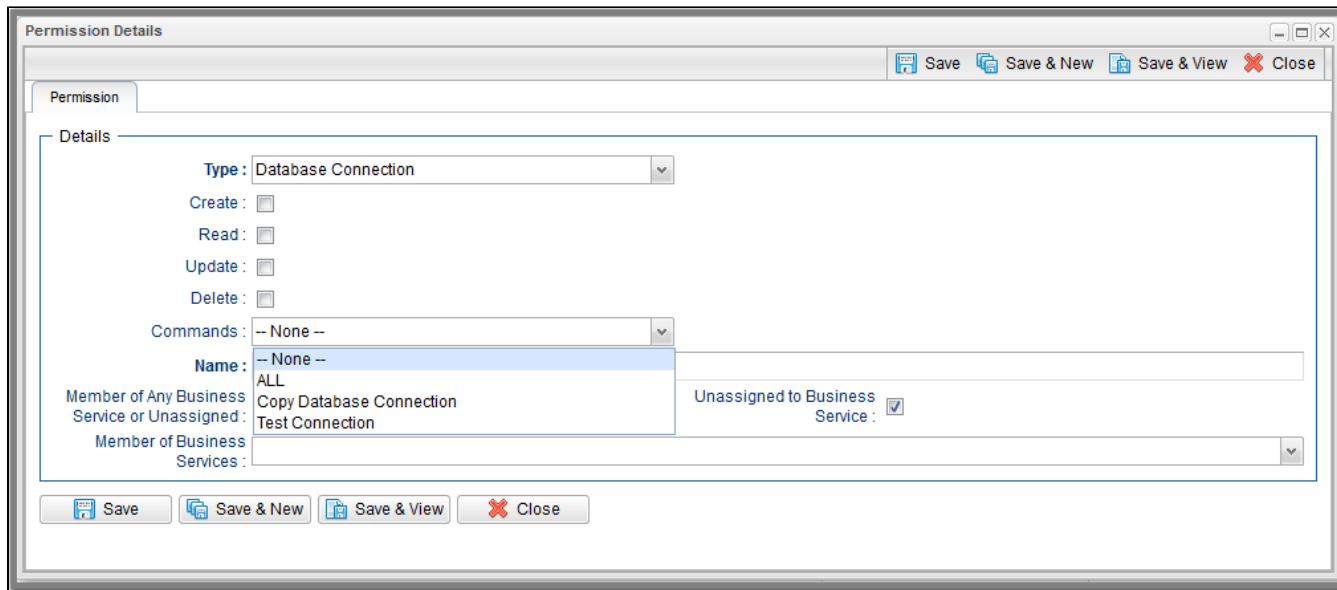 Permission Details
Save Save & New Save & View Close
Permission
Details
Type : Database Connection
Create :
Read :
Update :
Delete :
Commands : -- None --
Name : -- None --
ALL
Member of Any Business
Service or Unassigned :
Copy Database Connection
Test Connection
Unassigned to Business
Service :
Member of Business
Services :
Save Save & New Save & View Close